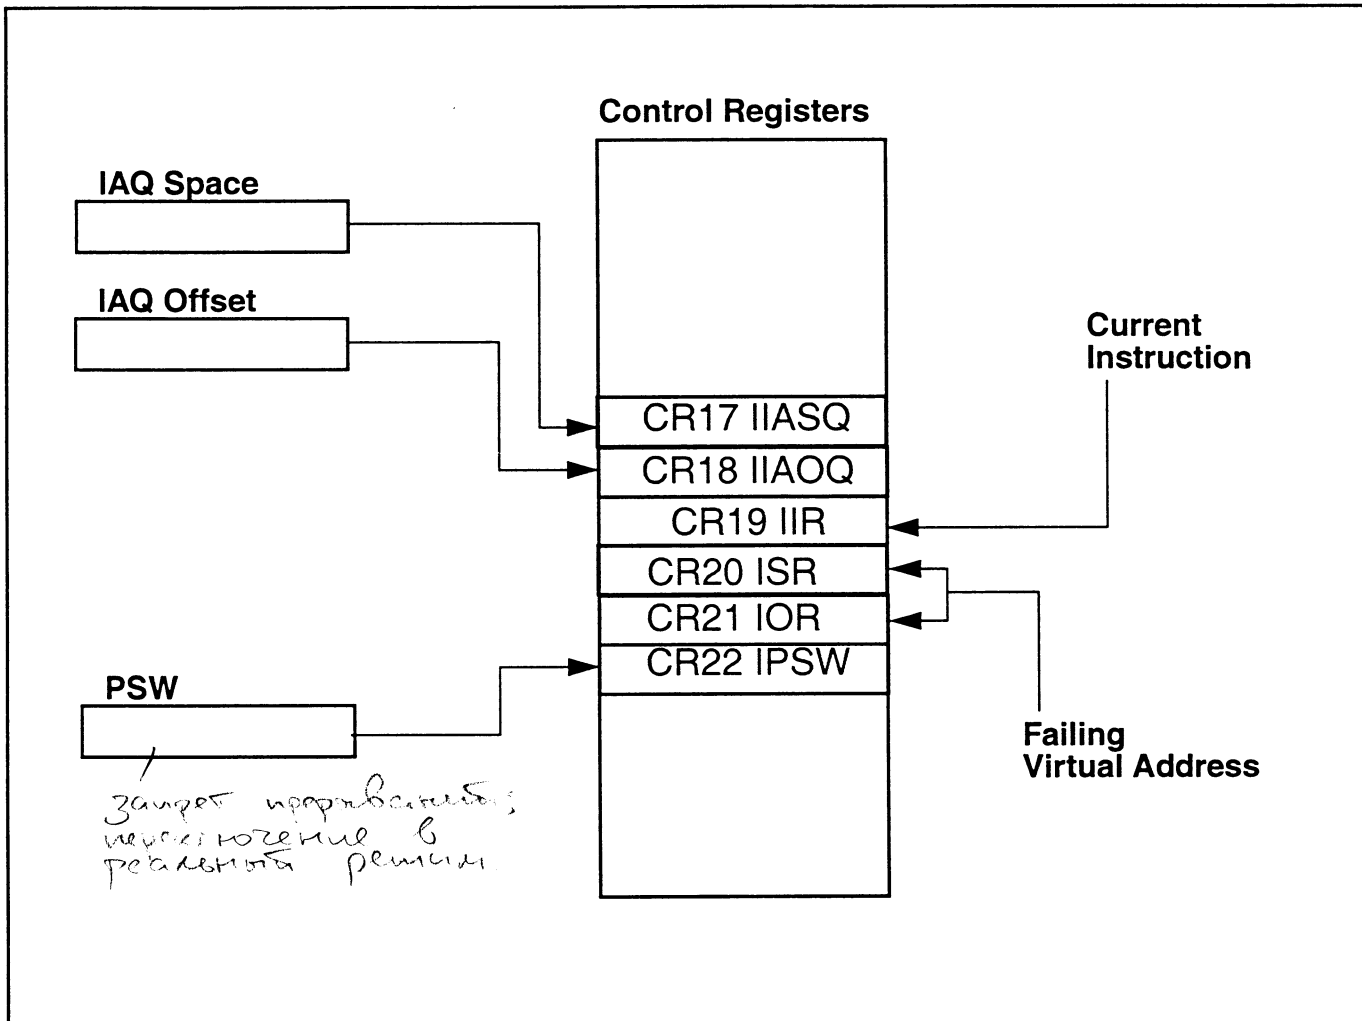 Control Registers
IAQ Space
IAQ Offset
Current
Instruction
CR17 IIASQ
CR18 IIAOQ
CR19 IIR
CR20 ISR
CR21 IOR
CR22 IPSW
PSW
Failing
Virtual Address
запрет прерываний;
переключение в
реальный режим